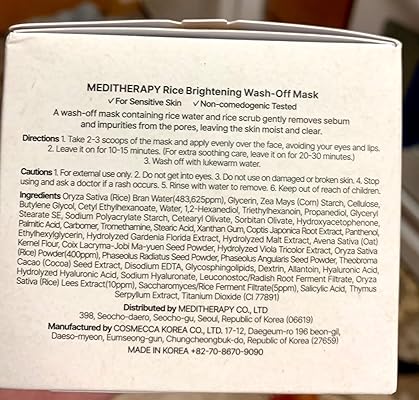 MEDITHERAPY Rice Brightening Wash-Off Mask
✓ For Sensitive Skin ✓ Non-comedogenic Tested
A wash-off mask containing rice water and rice scrub gently removes sebum
and impurities from the pores, leaving the skin moist and clear.
Directions 1. Take 2-3 scoops of the mask and apply evenly over the face, avoiding your eyes and lips.
2. Leave it on for 10-15 minutes. (For extra soothing care, leave it on for 20-30 minutes.)
3. Wash off with lukewarm water.
Cautions 1. For external use only. 2. Do not get into eyes. 3. Do not use on damaged or broken skin. 4. Stop
using and ask a doctor if a rash occurs. 5. Rinse with water to remove. 6. Keep out of reach of children.
Ingredients Oryza Sativa (Rice) Bran Water(483,625ppm), Glycerin, Zea Mays (Corn) Starch, Cellulose,
Butylene Glycol, Cetyl Ethylhexanoate, Water, 1,2-Hexanediol, Triethylhexanoin, Propanediol, Glyceryl
Stearate SE, Sodium Polyacrylate Starch, Cetearyl Olivate, Sorbitan Olivate, Hydroxyacetophenone,
Palmitic Acid, Carbomer, Tromethamine, Stearic Acid, Xanthan Gum, Coptis Japonica Root Extract, Panthenol,
Ethylhexylglycerin, Hydrolyzed Gardenia Florida Extract, Hydrolyzed Malt Extract, Avena Sativa (Oat)
Kernel Flour, Coix Lacryma-Jobi Ma-yuen Seed Powder, Hydrolyzed Viola Tricolor Extract, Oryza Sativa
(Rice) Powder(400ppm), Phaseolus Radiatus Seed Powder, Phaseolus Angularis Seed Powder, Theobroma
Cacao (Cocoa) Seed Extract, Disodium EDTA, Glycosphingolipids, Dextrin, Allantoin, Hyaluronic Acid,
Hydrolyzed Hyaluronic Acid, Sodium Hyaluronate, Leuconostoc/Radish Root Ferment Filtrate, Oryza
Sativa (Rice) Lees Extract(10ppm), Saccharomyces/Rice Ferment Filtrate(5ppm), Salicylic Acid, Thymus
Serpyllum Extract, Titanium Dioxide (CI 77891)
Distributed by MEDITHERAPY CO., LTD
398, Seocho-daero, Seocho-gu, Seoul, Republic of Korea (06619)
Manufactured by COSMECCA KOREA CO., LTD. 17-12, Daegeum-ro 196 beon-gil,
Daeso-myeon, Eumseong-gun, Chungcheongbuk-do, Republic of Korea (27659)
MADE IN KOREA +82-70-8670-9090